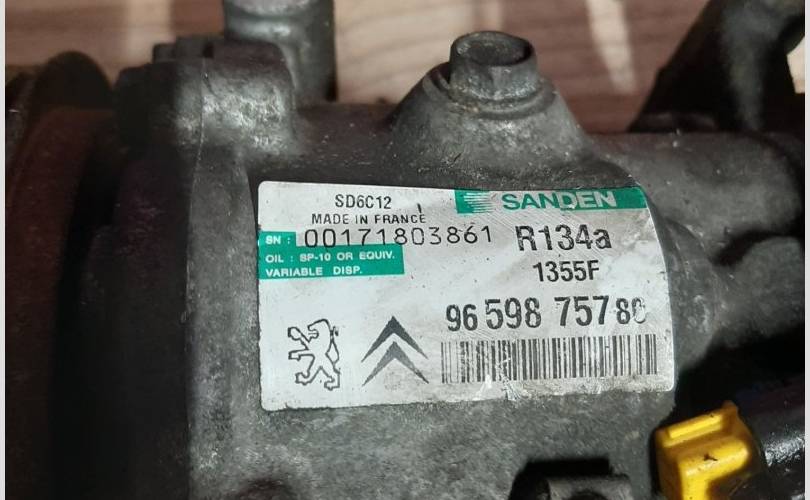 SD6C12
SANDEN
MADE IN FRANCE
SN : 00171803861
R134a
OIL : SP-10 OR EQUIV.
VARIABLE DISP.
1355F
96 598 757 80